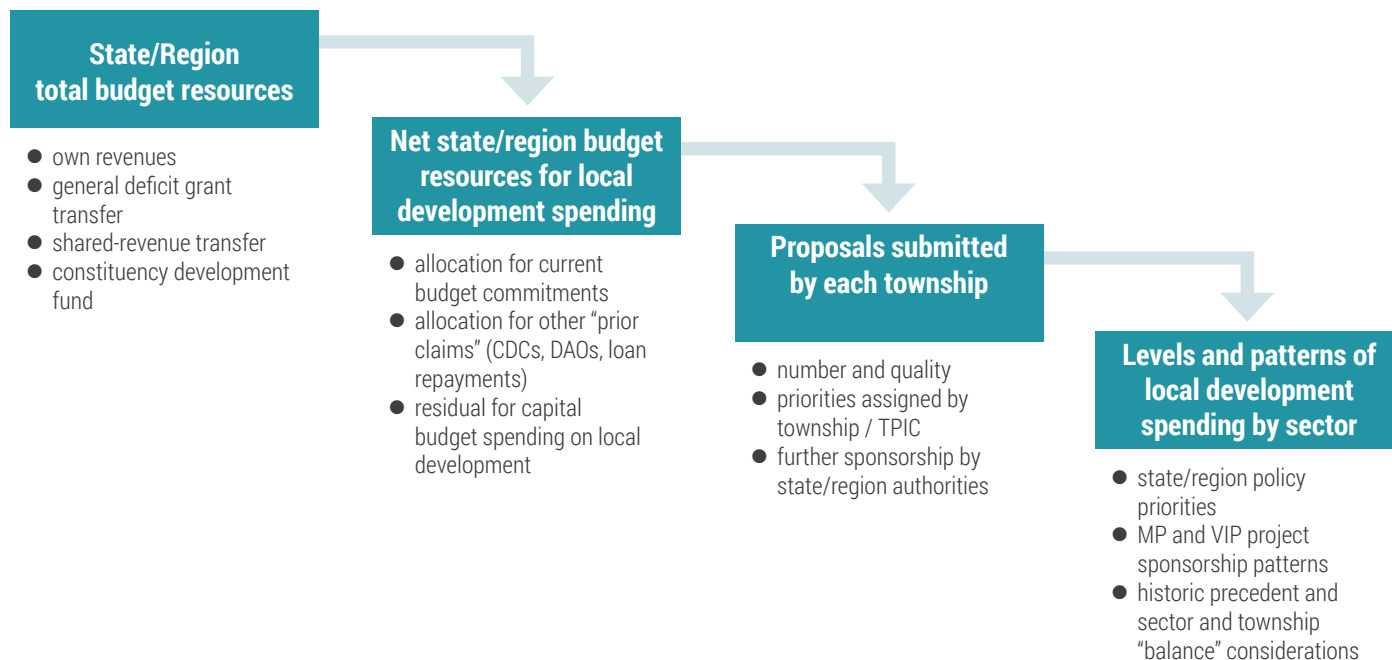 State/Region
total budget resources
● own revenues
● general deficit grant
transfer
● shared-revenue transfer
● constituency development
fund
Net state/region budget
resources for local
development spending
● allocation for current
budget commitments
● allocation for other “prior
claims” (CDCs, DAOs, loan
repayments)
● residual for capital
budget spending on local
development
Proposals submitted
by each township
● number and quality
● priorities assigned by
township / TPIC
● further sponsorship by
state/region authorities
Levels and patterns of
local development
spending by sector
● state/region policy
priorities
● MP and VIP project
sponsorship patterns
● historic precedent and
sector and township
“balance” considerations